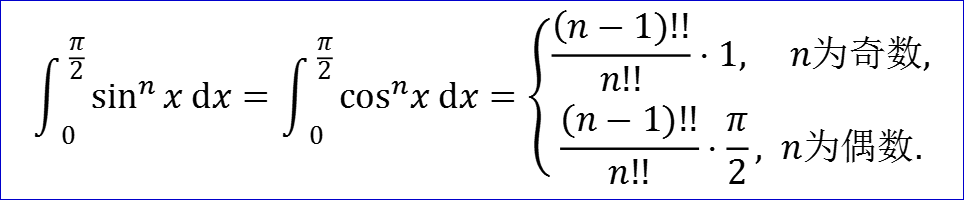 ∫₀^(π/2) sinⁿ x dx = ∫₀^(π/2) cosⁿx dx = { (n − 1)!!/n!! · 1, n为奇数,
(n − 1)!!/n!! · π/2, n为偶数.